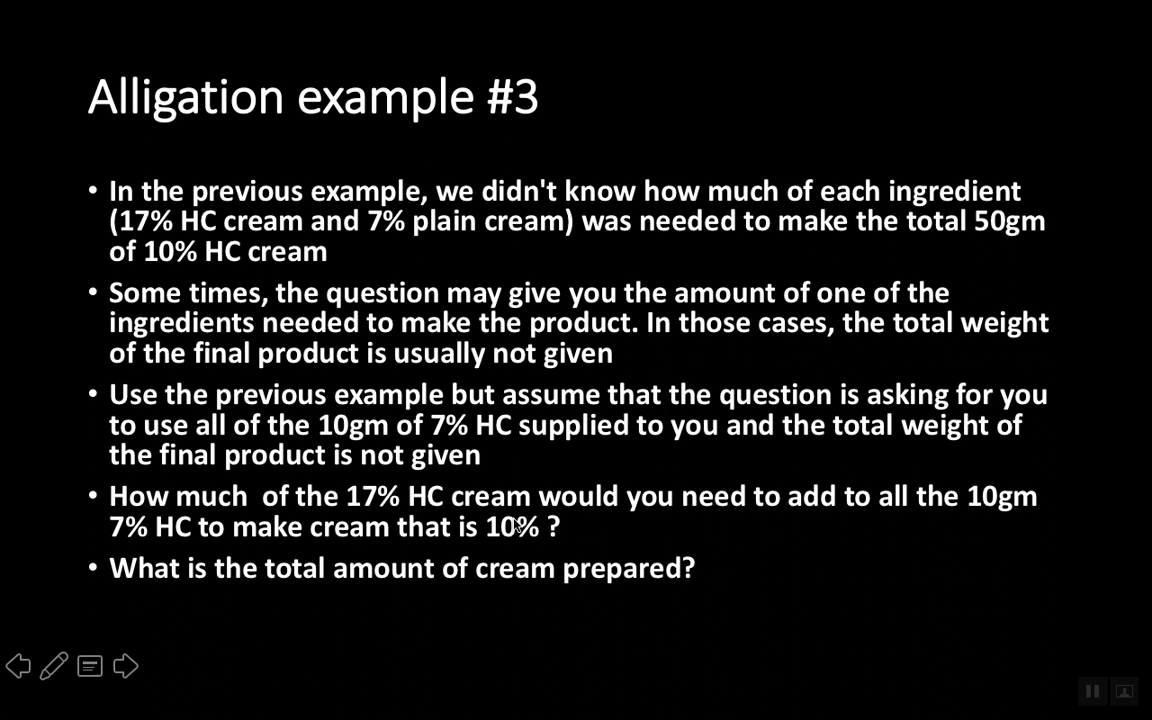 Alligation example #3
• In the previous example, we didn't know how much of each ingredient
(17% HC cream and 7% plain cream) was needed to make the total 50gm
of 10% HC cream
• Some times, the question may give you the amount of one of the
ingredients needed to make the product. In those cases, the total weight
of the final product is usually not given
• Use the previous example but assume that the question is asking for you
to use all of the 10gm of 7% HC supplied to you and the total weight of
the final product is not given
• How much  of the 17% HC cream would you need to add to all the 10gm
7% HC to make cream that is 10% ?
• What is the total amount of cream prepared?